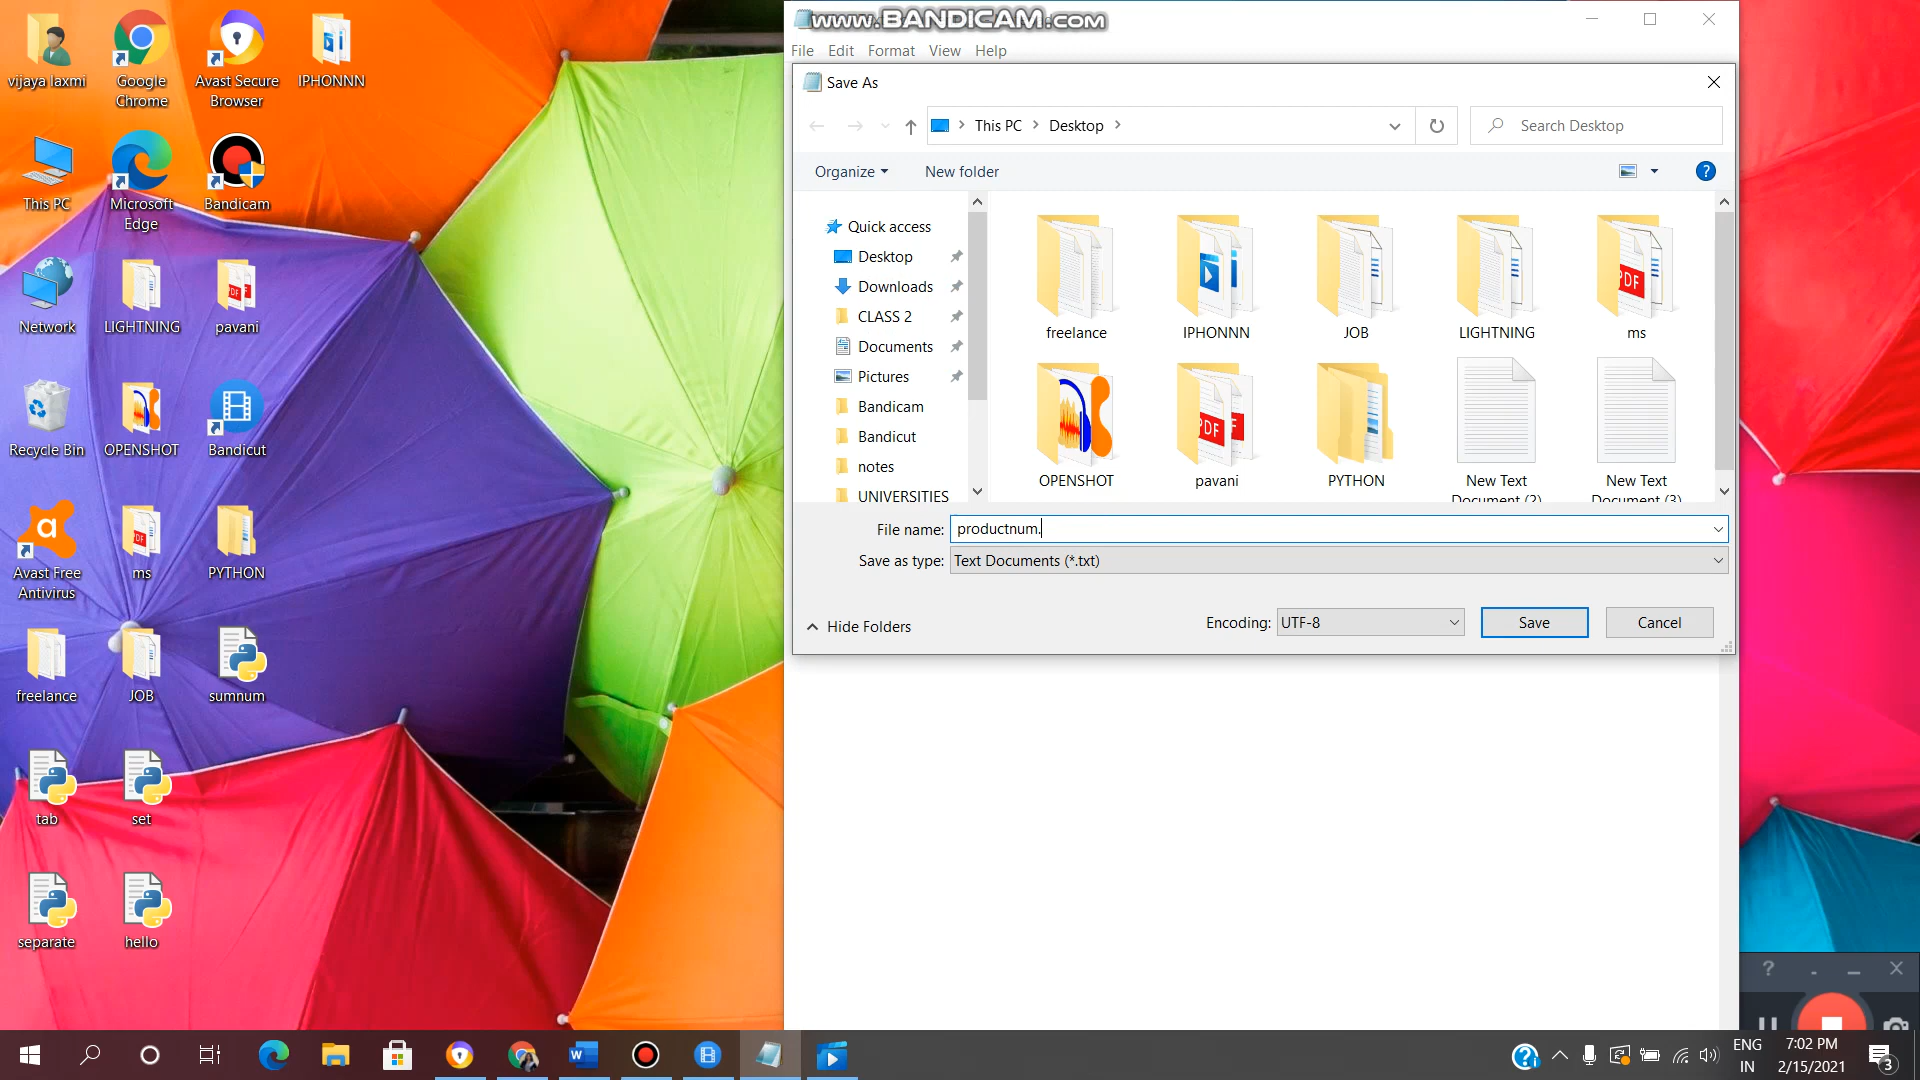 vijaya laxmi
Google
Chrome
Avast Secure
Browser
IPHONNN
This PC
Microsoft
Edge
Bandicam
Network
LIGHTNING
pavani
Recycle Bin
OPENSHOT
Bandicut
Avast Free
Antivirus
ms
PYTHON
freelance
JOB
sumnum
tab
set
separate
hello
www.BANDICAM.COM
File Edit Format View Help
Save As
This PC Desktop
Search Desktop
Organize New folder
Quick access
Desktop
Downloads
CLASS 2
Documents
Pictures
Bandicam
Bandicut
notes
UNIVERSITIES
freelance IPHONNN JOB LIGHTNING ms
OPENSHOT pavani PYTHON New Text
Document (2) New Text
Document (3)
File name: productnum.
Save as type: Text Documents (*.txt)
Hide Folders
Encoding: UTF-8 Save Cancel
ENG
IN
7:02 PM
2/15/2021
3